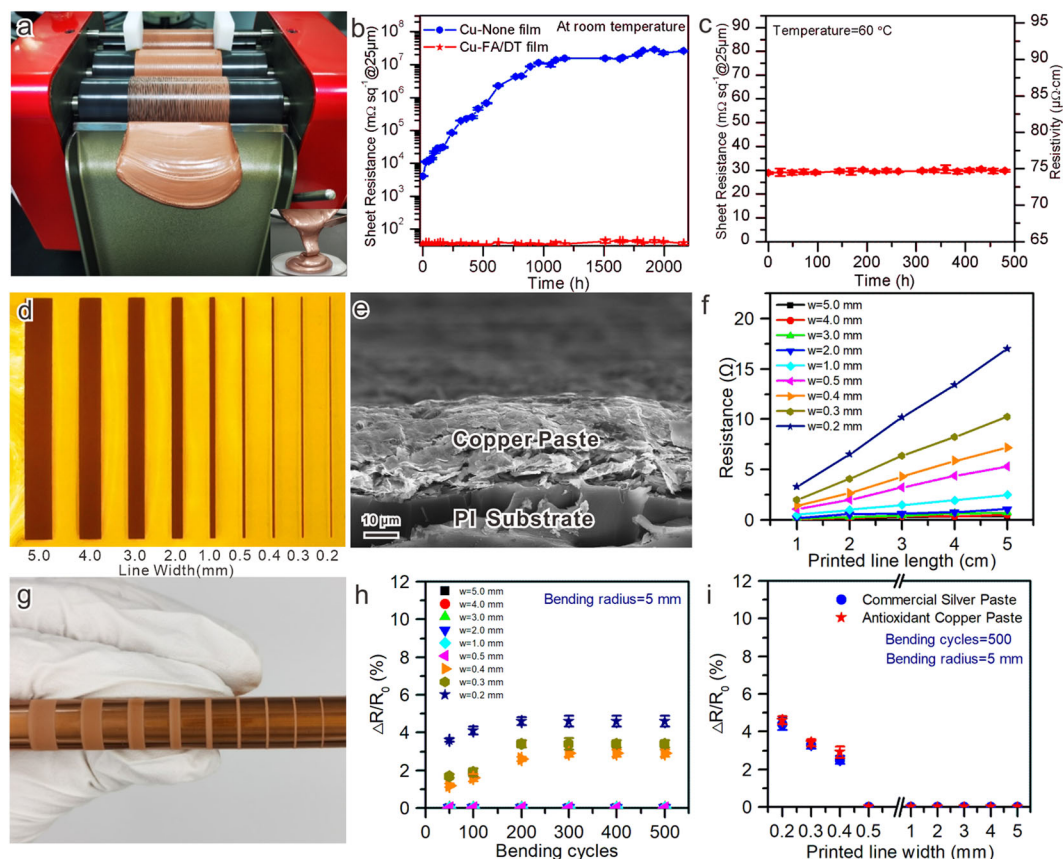 a
b
Cu-None film
Cu-FA/DT film
At room temperature
Sheet Resistance (mΩ sq⁻¹@25μm)
10⁸
10⁷
10⁶
10⁵
10⁴
10³
10²
0 500 1000 1500 2000
Time (h)
c
Temperature=60 °C
Sheet Resistance (mΩ sq⁻¹@25μm)
90
80
70
60
50
40
30
20
10
0
95
90
85
80
75
70
65
Resistivity (μΩ·cm)
0 100 200 300 400 500
Time (h)
d
5.0 4.0 3.0 2.0 1.0 0.5 0.4 0.3 0.2
Line Width(mm)
e
Copper Paste
PI Substrate
10 μm
f
w=5.0 mm
w=4.0 mm
w=3.0 mm
w=2.0 mm
w=1.0 mm
w=0.5 mm
w=0.4 mm
w=0.3 mm
w=0.2 mm
Resistance (Ω)
20
15
10
5
0
1 2 3 4 5
Printed line length (cm)
g
h
w=5.0 mm
w=4.0 mm
w=3.0 mm
w=2.0 mm
w=1.0 mm
w=0.5 mm
w=0.4 mm
w=0.3 mm
w=0.2 mm
Bending radius=5 mm
ΔR/R₀ (%)
12
10
8
6
4
2
0
0 100 200 300 400 500
Bending cycles
i
Commercial Silver Paste
Antioxidant Copper Paste
Bending cycles=500
Bending radius=5 mm
ΔR/R₀ (%)
12
10
8
6
4
2
0
0.2 0.3 0.4 0.5 1 2 3 4 5
Printed line width (mm)